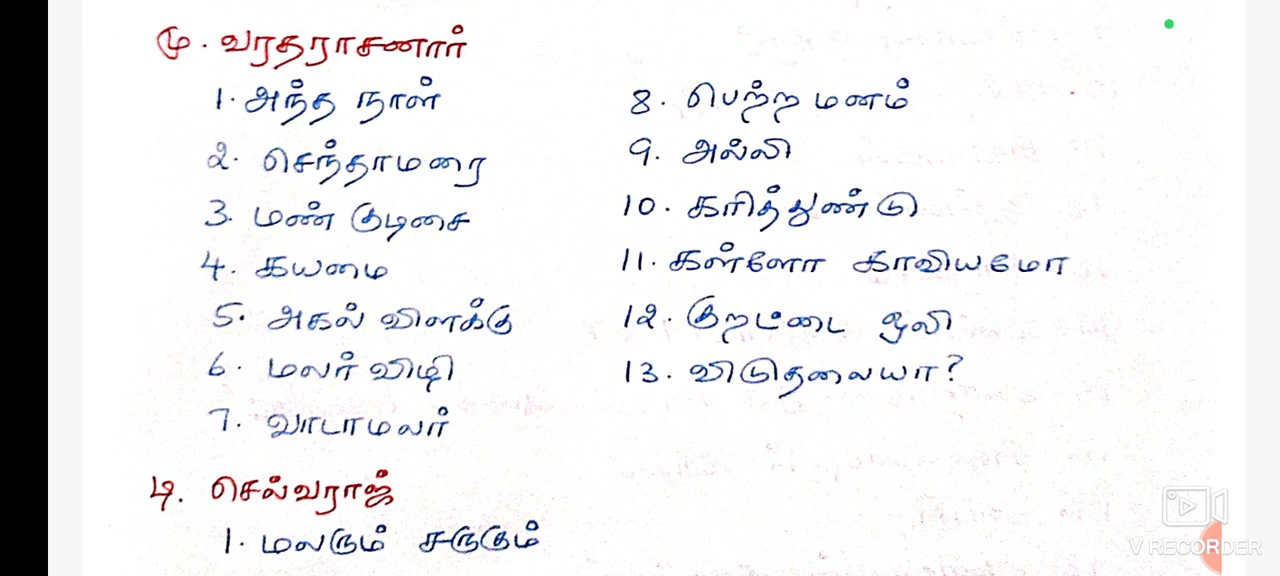 மு. வரதராசனார்
1. அந்த நாள்
2. செந்தாமரை
3. மண் குடிசை
4. கயமை
5. அகல் விளக்கு
6. மலர் விழி
7. வாடாமலர்
8. பெற்ற மனம்
9. அல்லி
10. கரித்துண்டு
11. கள்ளோ காவியமோ
12. குறட்டை ஒலி
13. விடுதலையா?
டி. செல்வராஜ்
1. மலரும் சருகும்
V RECORDER